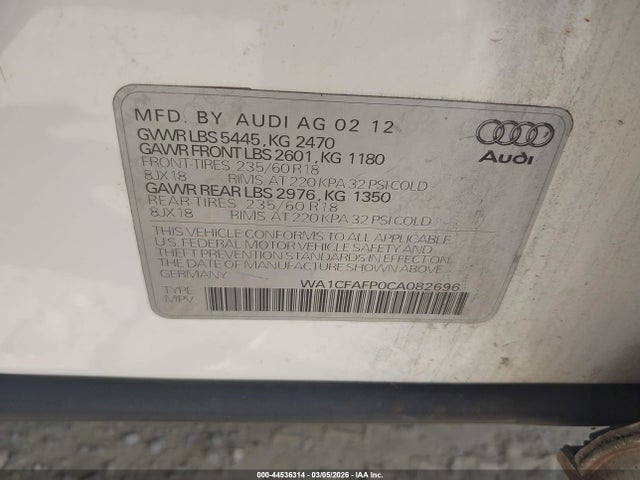 MFD. BY AUDI AG 02 12
GVWR LBS 5445, KG 2470
GAWR FRONT LBS 2601, KG 1180
FRONT-TIRES 235/60 R18
8JX18 RIMS, AT 220 KPA 32 PSI COLD
GAWR REAR LBS 2976, KG 1350
REAR-TIRES 235/60 R18
8JX18 RIMS, AT 220 KPA 32 PSI COLD
Audi
THIS VEHICLE CONFORMS TO ALL APPLICABLE
U.S. FEDERAL MOTOR VEHICLE SAFETY AND
THEFT PREVENTION STANDARDS IN EFFECT ON
THE DATE OF MANUFACTURE SHOWN ABOVE.
GERMANY
WA1CFAFP0CA082696
TYPE
MPV
000-44536314 | 03/05/2026 | IAAI.COM